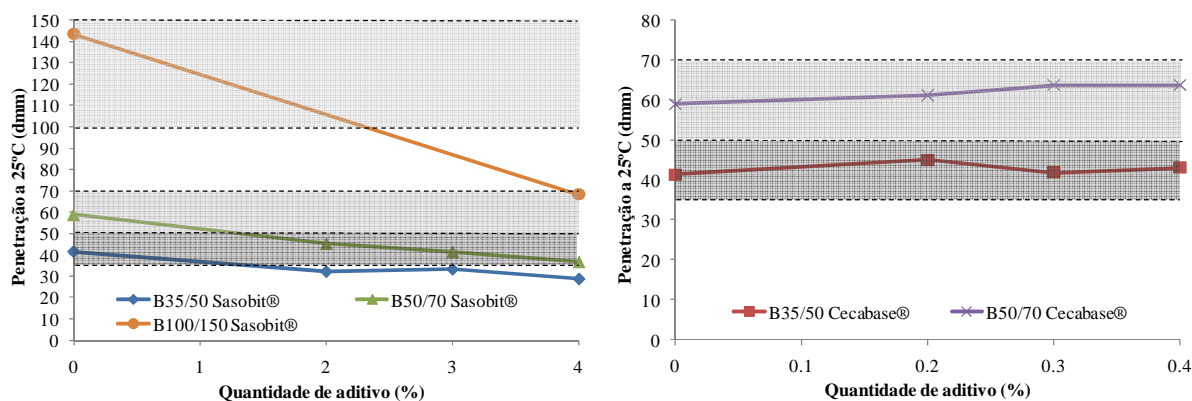 Penetração a 25ºC (dmm)
150
140
130
120
110
100
90
80
70
60
50
40
30
20
10
0
0 1 2 3 4
Quantidade de aditivo (%)
B35/50 Sasobit® B50/70 Sasobit®
B100/150 Sasobit®
Penetração a 25ºC (dmm)
80
70
60
50
40
30
20
10
0
0 0.1 0.2 0.3 0.4
Quantidade de aditivo (%)
B35/50 Cecabase® B50/70 Cecabase®